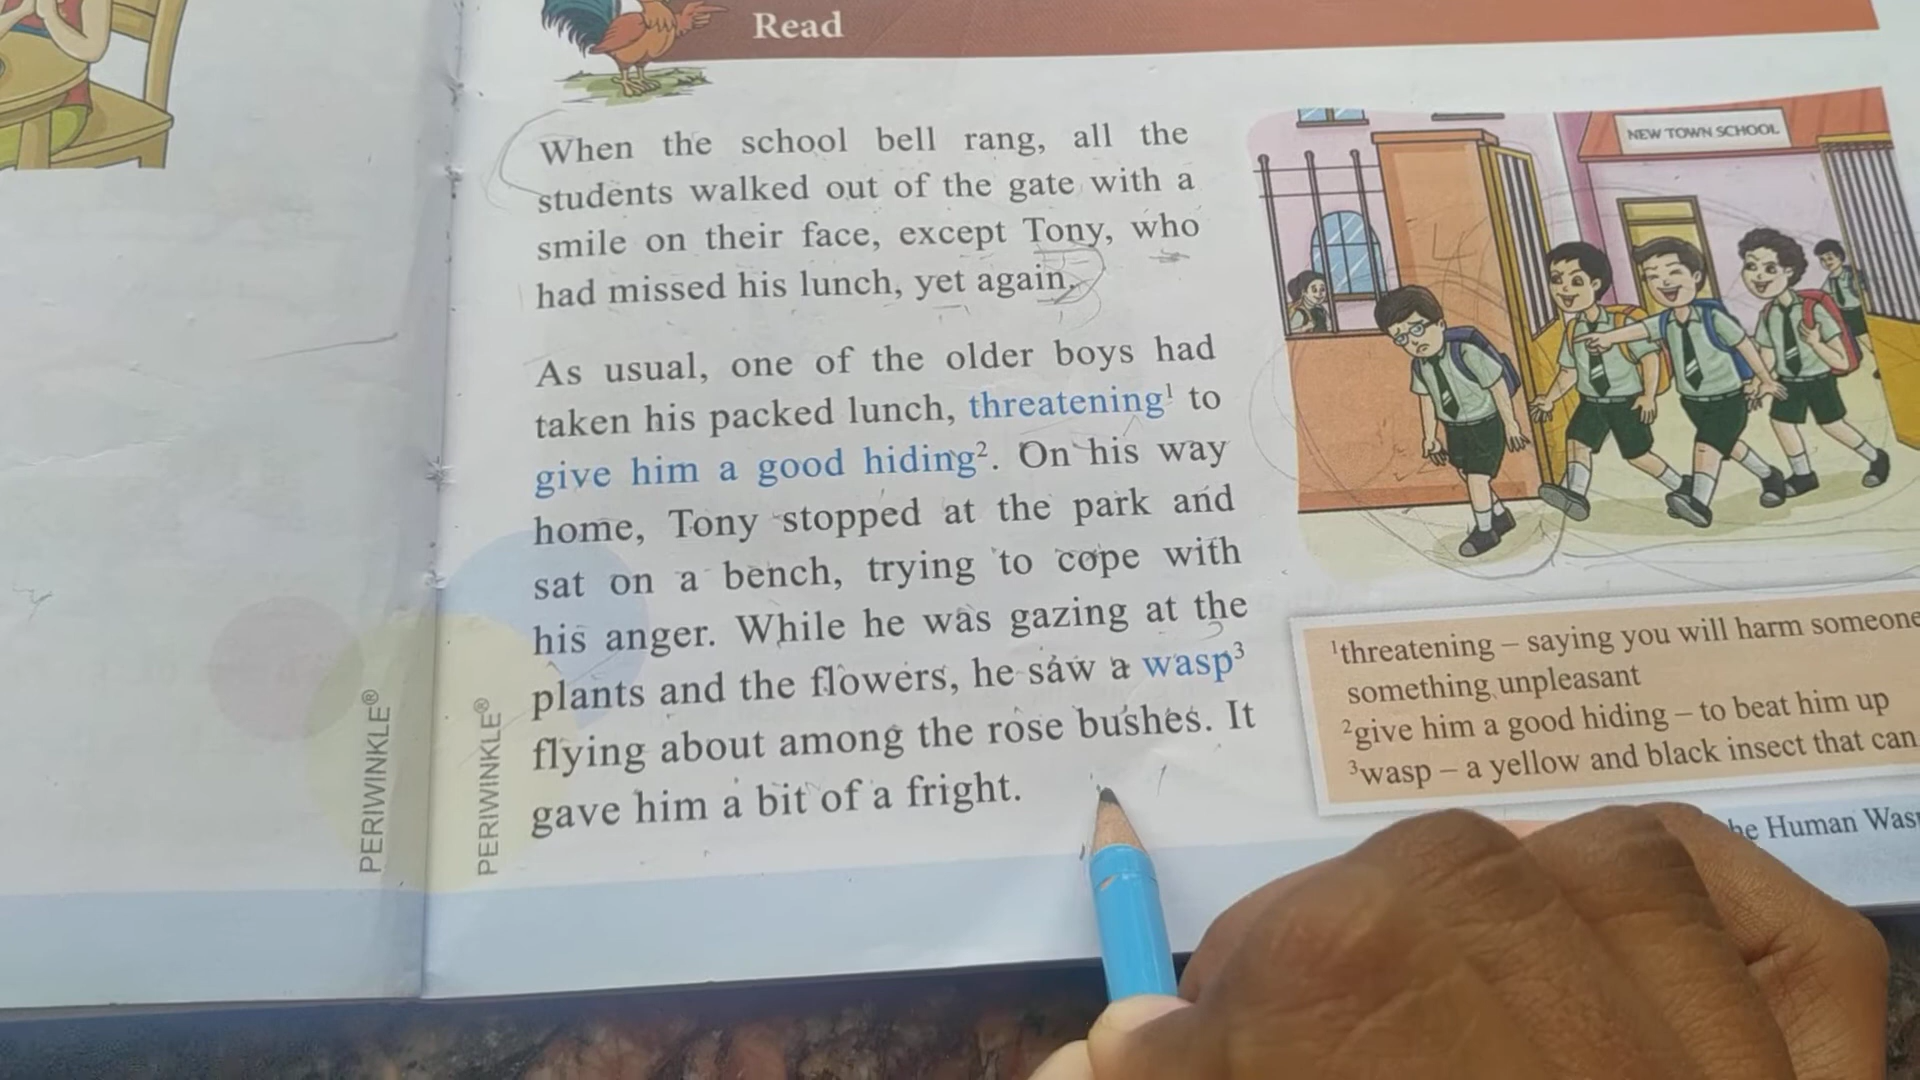 Read
When the school bell rang, all the
students walked out of the gate with a
smile on their face, except Tony, who
had missed his lunch, yet again.
As usual, one of the older boys had
taken his packed lunch, threatening¹ to
give him a good hiding². On his way
home, Tony stopped at the park and
sat on a bench, trying to cope with
his anger. While he was gazing at the
plants and the flowers, he saw a wasp³
flying about among the rose bushes. It
gave him a bit of a fright.
NEW TOWN SCHOOL
¹threatening – saying you will harm someone
something unpleasant
²give him a good hiding – to beat him up
³wasp – a yellow and black insect that can
Human
PERIWINKLE®
PERIWINKLE®